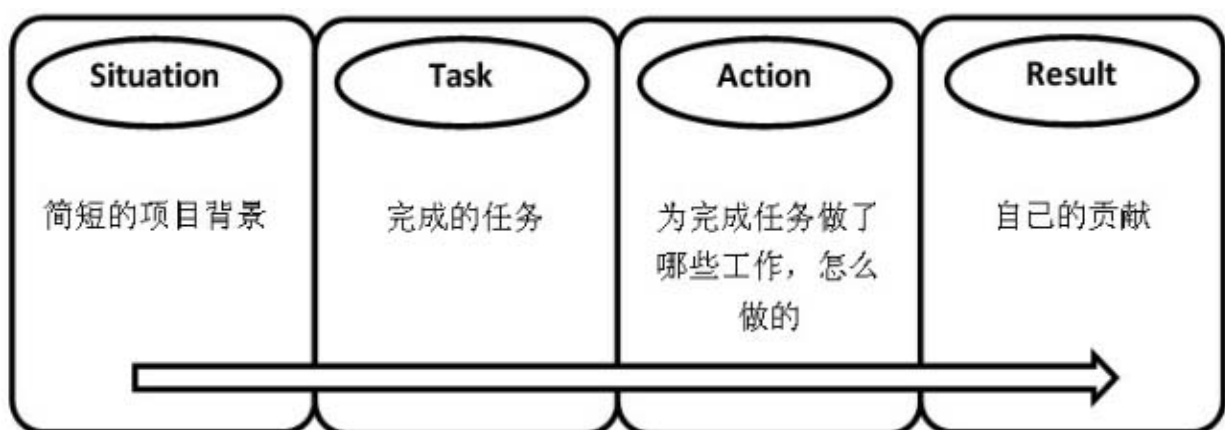 Situation
Task
Action
Result
简短的项目背景
完成的任务
为完成任务做了
哪些工作，怎么
做的
自己的贡献